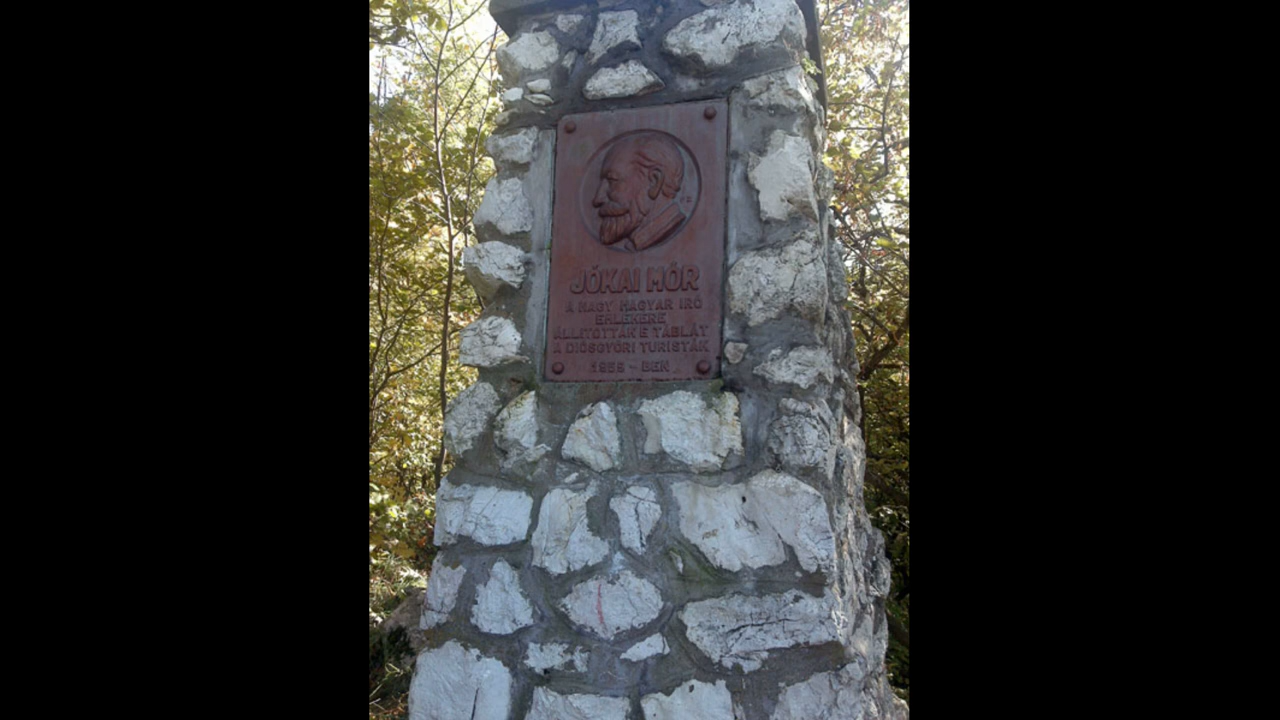 JÓKAI MÓR
A NAGY MAGYAR IRÓ
EMLÉKÉRE
ÁLLITOTTÁK E TÁBLÁT
A DIÓSGYŐRI TURISTÁK
- BEN